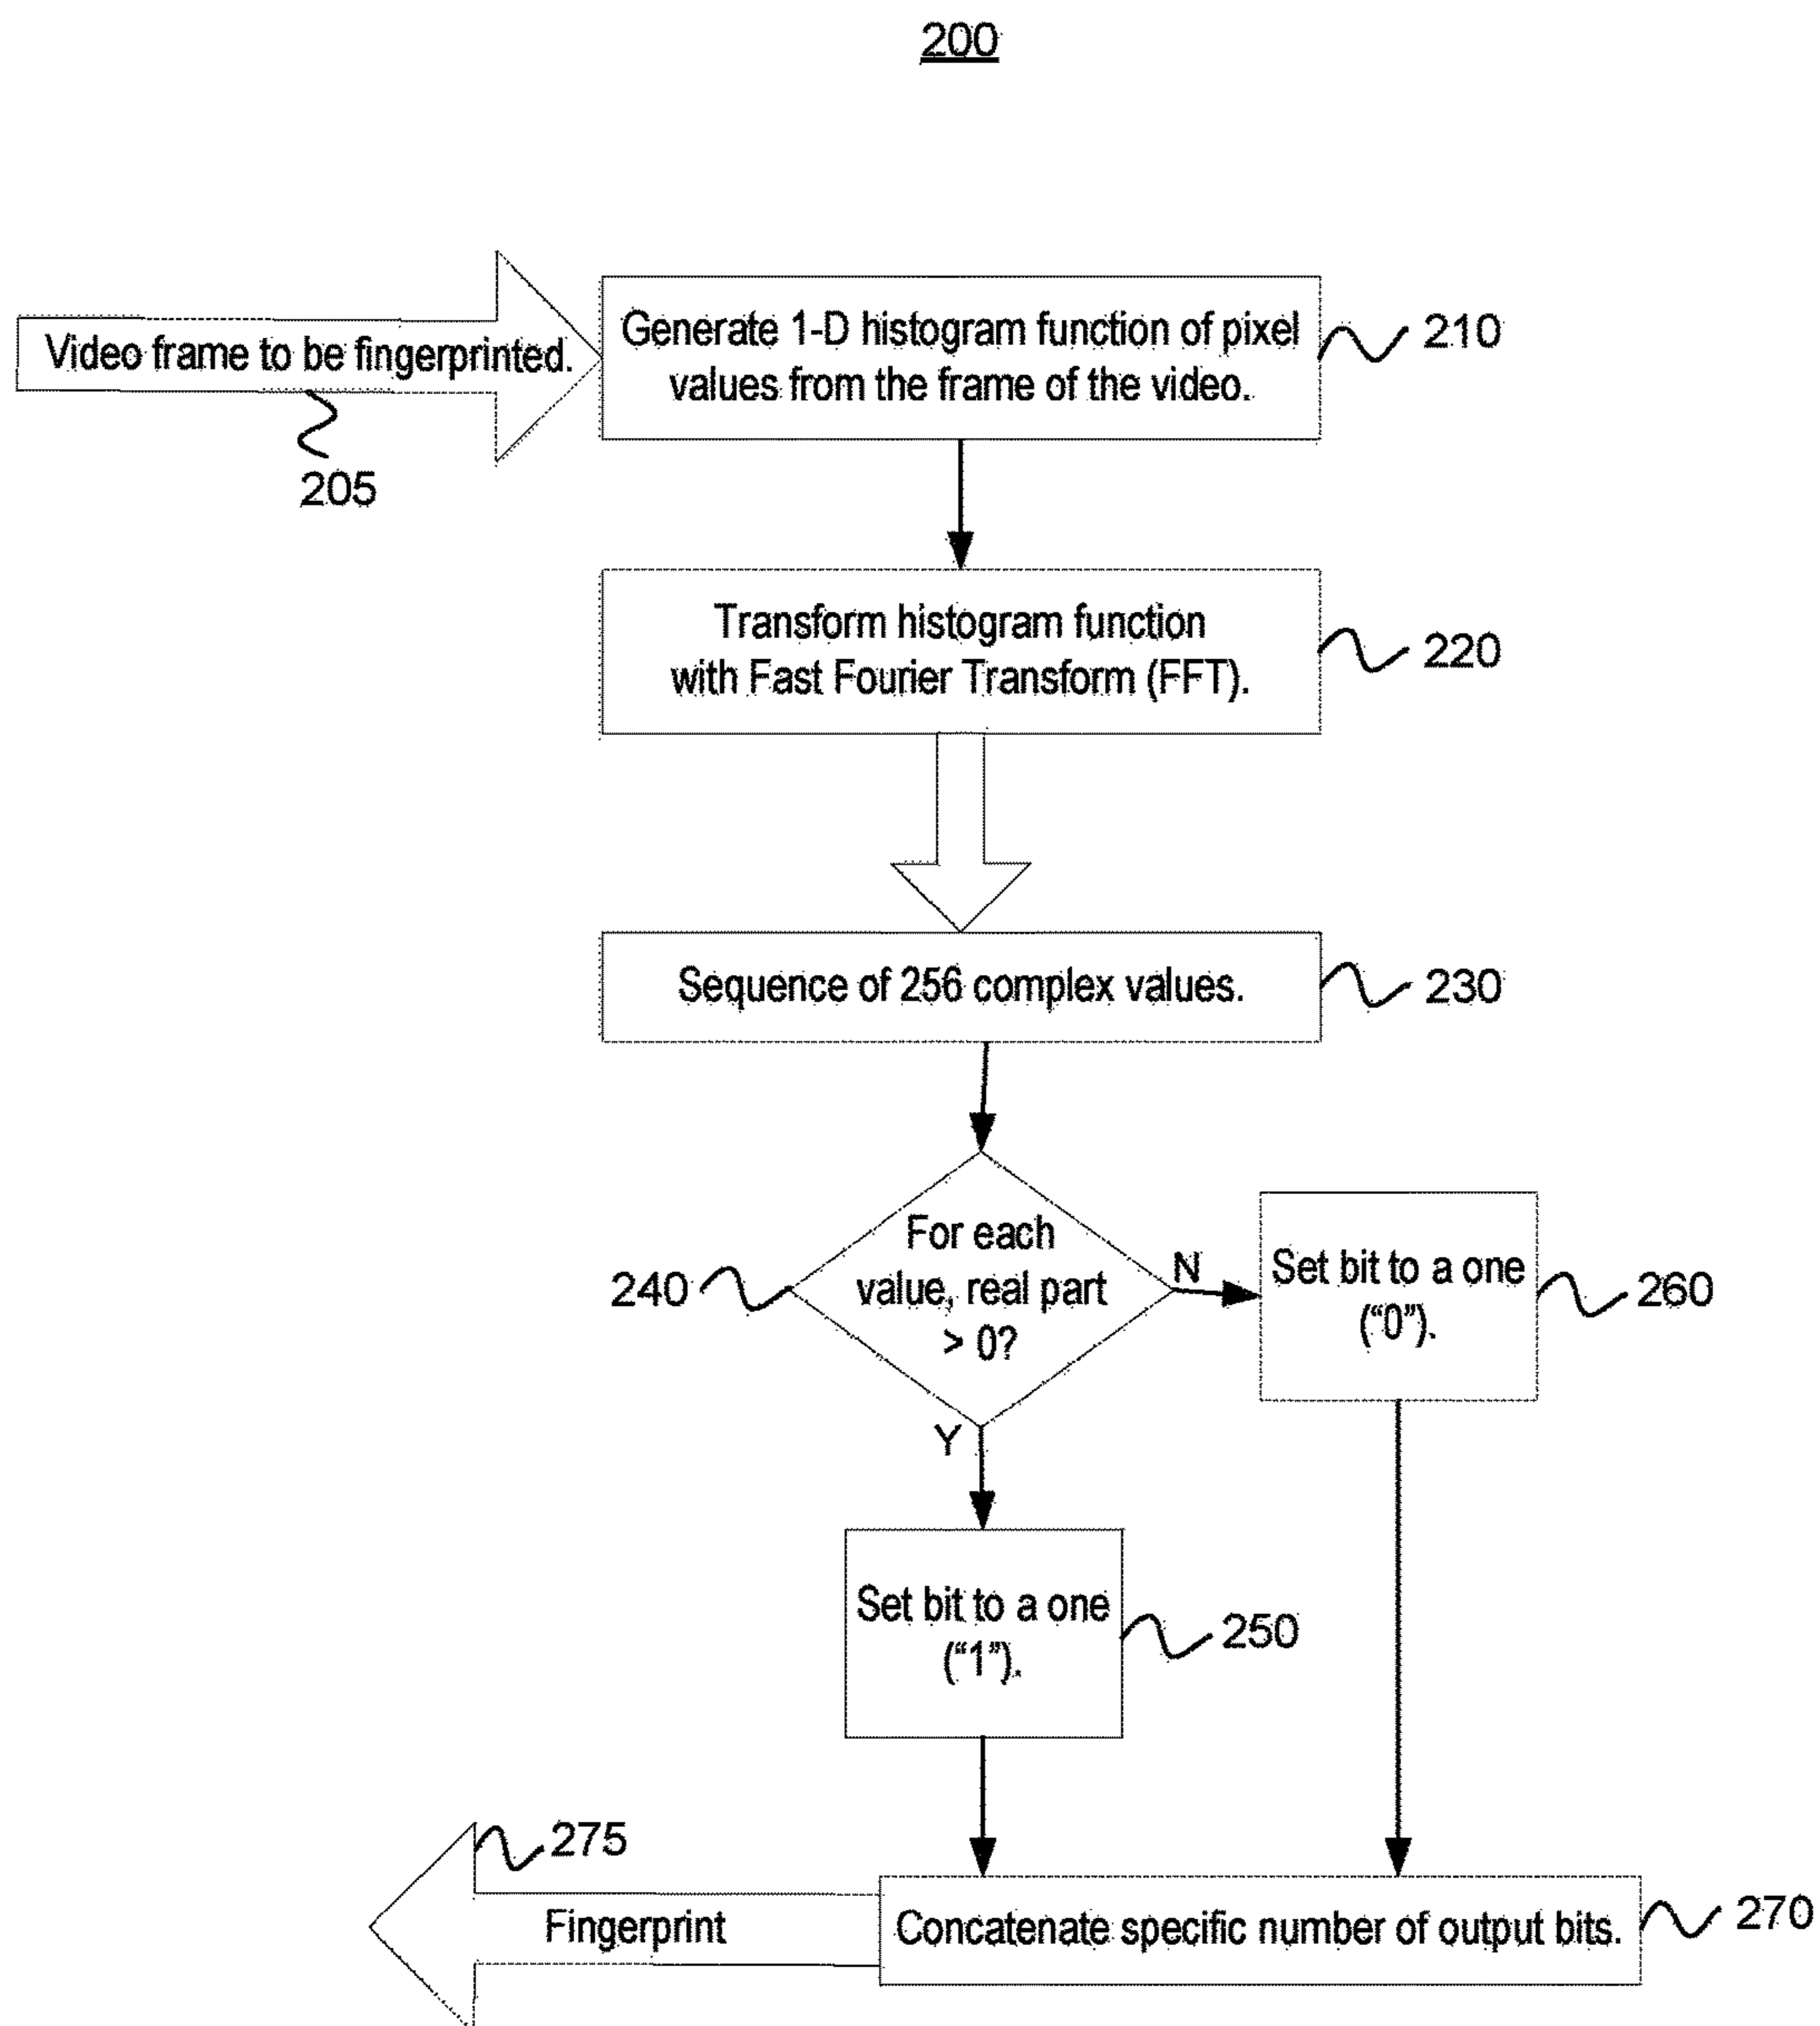 200
Video frame to be fingerprinted.
205
Generate 1-D histogram function of pixel
values from the frame of the video.
210
Transform histogram function
with Fast Fourier Transform (FFT).
220
Sequence of 256 complex values.
230
For each
value, real part
> 0?
240
N
Set bit to a one
(“0”).
260
Y
Set bit to a one
(“1”).
250
275
Fingerprint
Concatenate specific number of output bits.
270